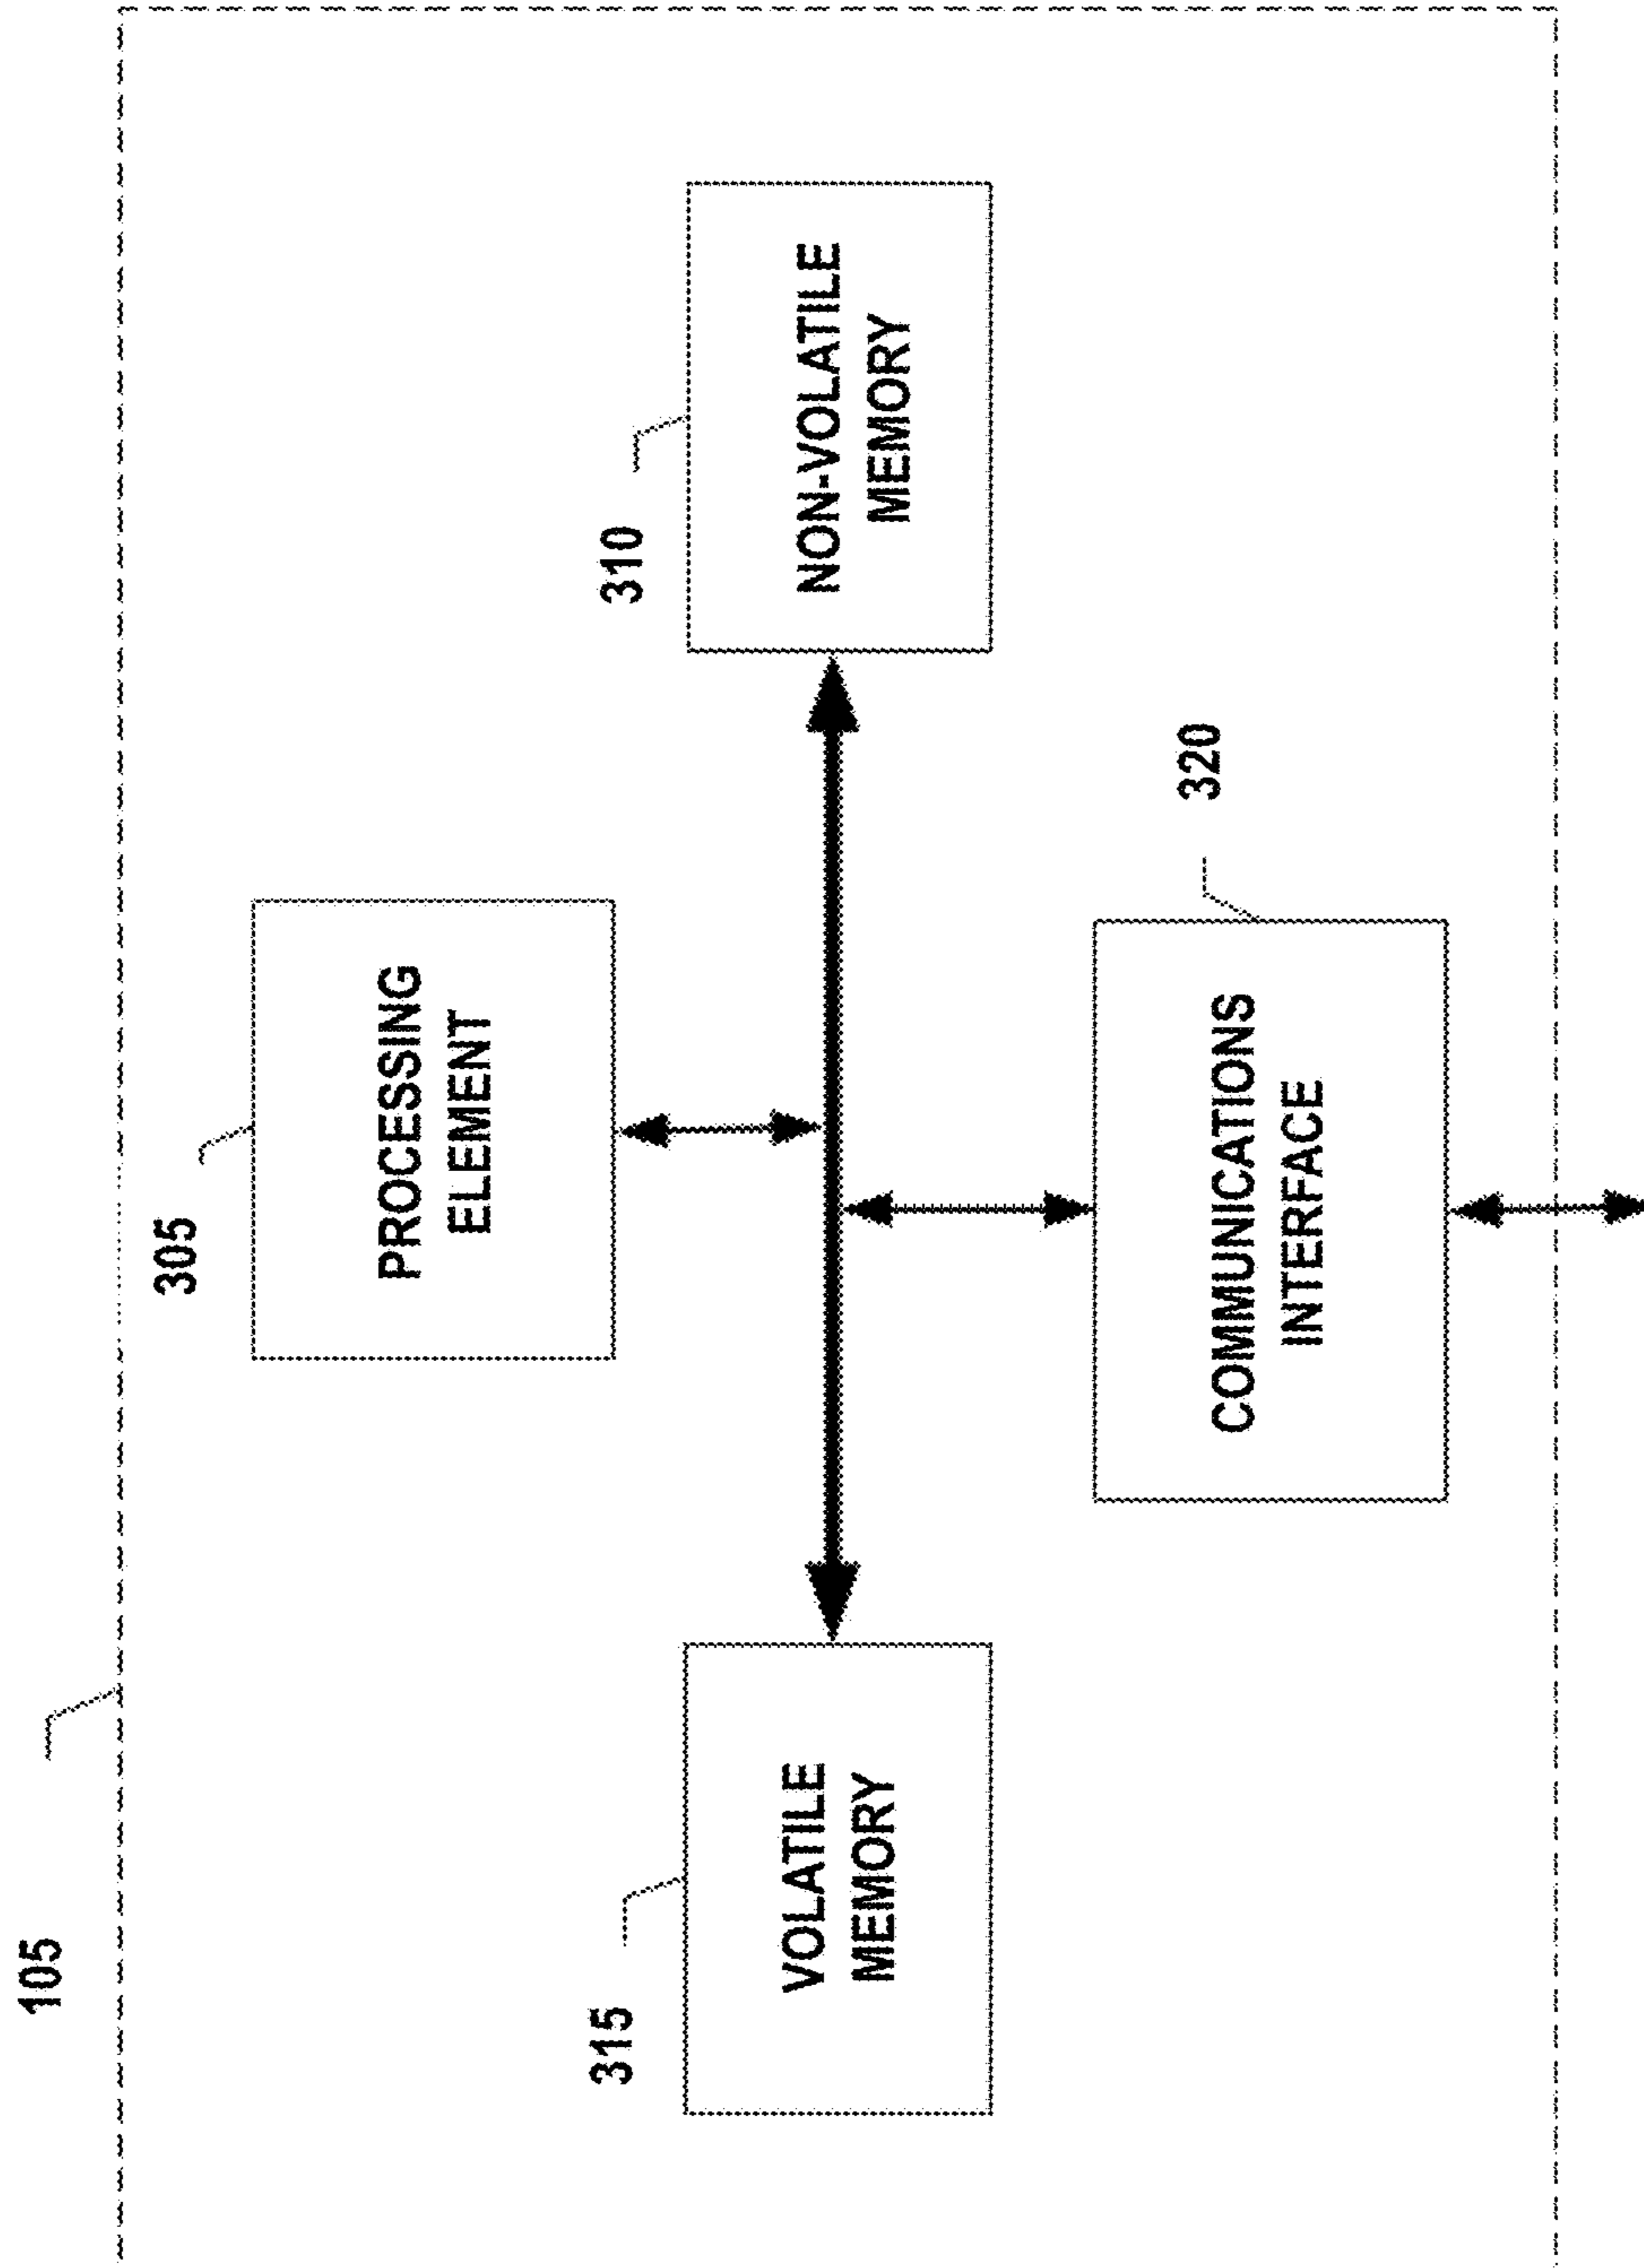 105
305
PROCESSING
ELEMENT
315
VOLATILE
MEMORY
310
NON-VOLATILE
MEMORY
320
COMMUNICATIONS
INTERFACE